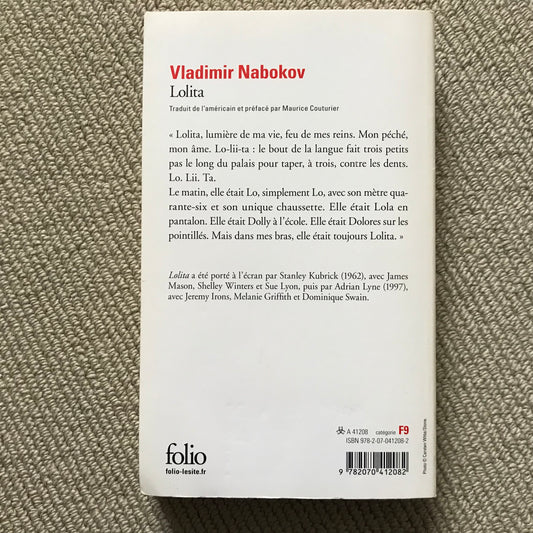 Vladimir Nabokov
Lolita
Traduit de l'américain et préfacé par Maurice Couturier
« Lolita, lumière de ma vie, feu de mes reins. Mon péché,
mon âme. Lo-lii-ta : le bout de la langue fait trois petits
pas le long du palais pour taper, à trois, contre les dents.
Lo. Lii. Ta.
Le matin, elle était Lo, simplement Lo, avec son mètre qua-
rante-six et son unique chaussette. Elle était Lola en
pantalon. Elle était Dolly à l'école. Elle était Dolores sur les
pointillés. Mais dans mes bras, elle était toujours Lolita. »
Lolita a été porté à l'écran par Stanley Kubrick (1962), avec James
Mason, Shelley Winters et Sue Lyon, puis par Adrian Lyne (1997),
avec Jeremy Irons, Melanie Griffith et Dominique Swain.
A 41208 catégorie F9
ISBN 978-2-07-041208-2
folio
folio-lesite.fr
9 782070 412082
Photo © Carsten Witte/Stone